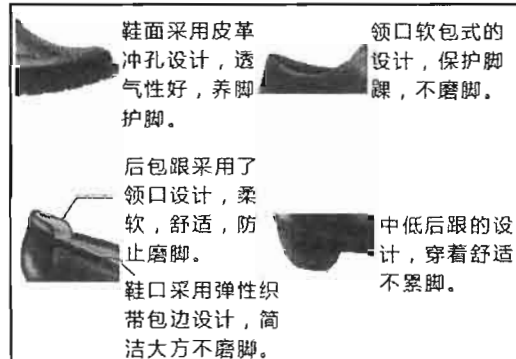 鞋面采用皮革
冲孔设计，透
气性好，养脚
护脚。
领口软包式的
设计，保护脚
踝，不磨脚。
后包跟采用了
领口设计，柔
软，舒适，防
止磨脚。
鞋口采用弹性织
带包边设计，简
洁大方不磨脚。
中低后跟的设
计，穿着舒适
不累脚。